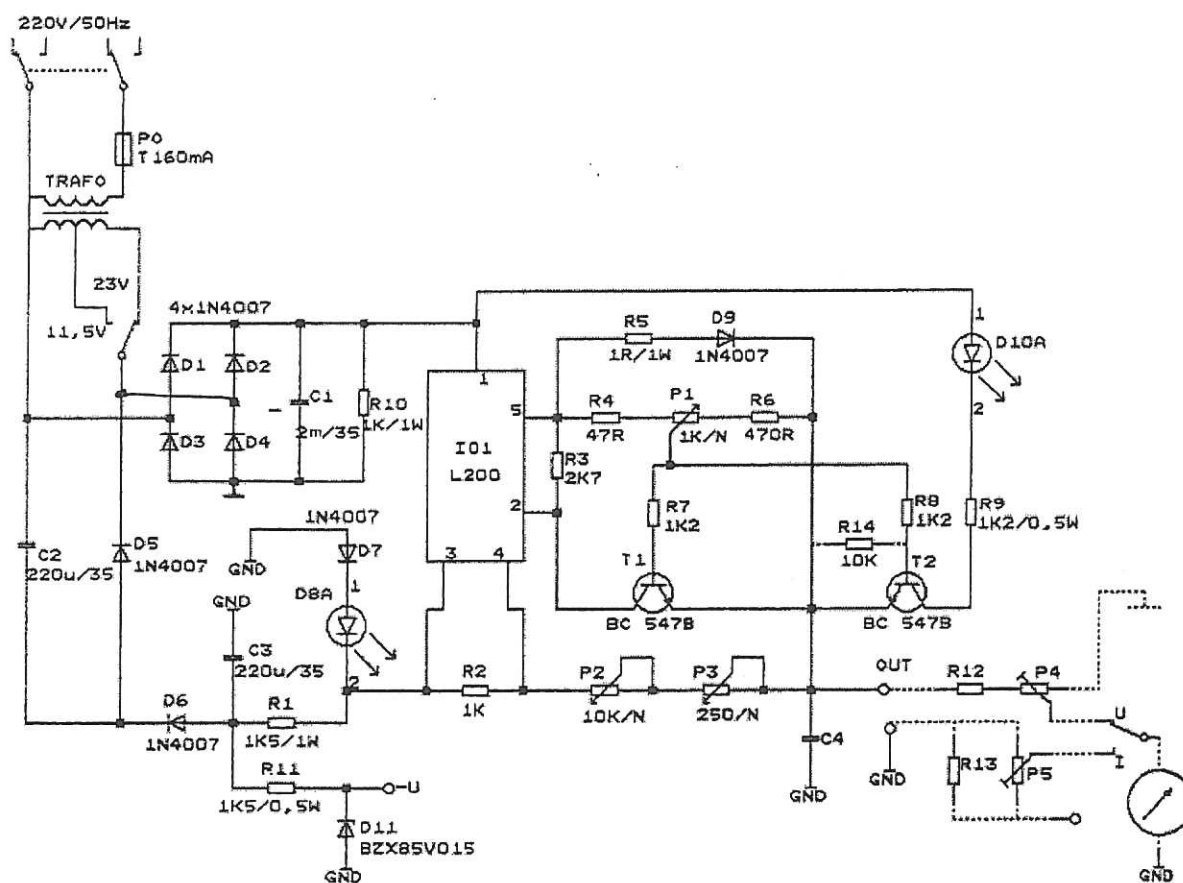 220V/50Hz
P0
T 160mA
TRAFO
23V
11,5V
4x1N4007
D1
D2
D3
D4
C1
2m/35
R10
1K/1W
1
5
2
3
4
IO1
L200
R5
1R/1W
D9
1N4007
R4
47R
P1
1K/N
R6
470R
R3
2K7
R7
1K2
R8
1K2
R14
10K
R9
1K2/0,5W
1
D10A
2
T1
BC 547B
T2
BC 547B
C2
220u/35
D5
1N4007
1N4007
D7
GND
1
D8A
2
GND
C3
220u/35
D6
1N4007
R1
1K5/1W
R11
1K5/0,5W
-U
D11
BZX85V015
GND
R2
1K
P2
10K/N
P3
250/N
C4
GND
OUT
R12
P4
U
I
GND
R13
P5
GND